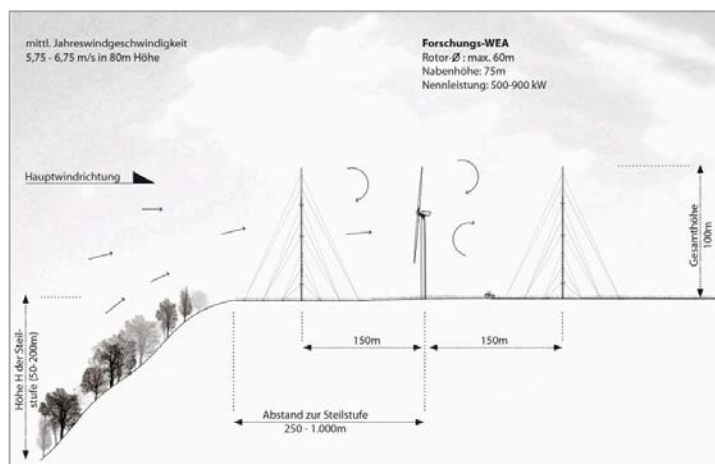 mittl. Jahreswindgeschwindigkeit
5,75 - 6,75 m/s in 80m Höhe
Forschungs-WEA
Rotor-Ø : max. 60m
Nabenhöhe: 75m
Nennleistung: 500-900 kW
Hauptwindrichtung
Gesamthöhe
100m
150m
150m
Höhe H der Steil-
stufe (50-200m)
Abstand zur Steilstufe
250 - 1.000m